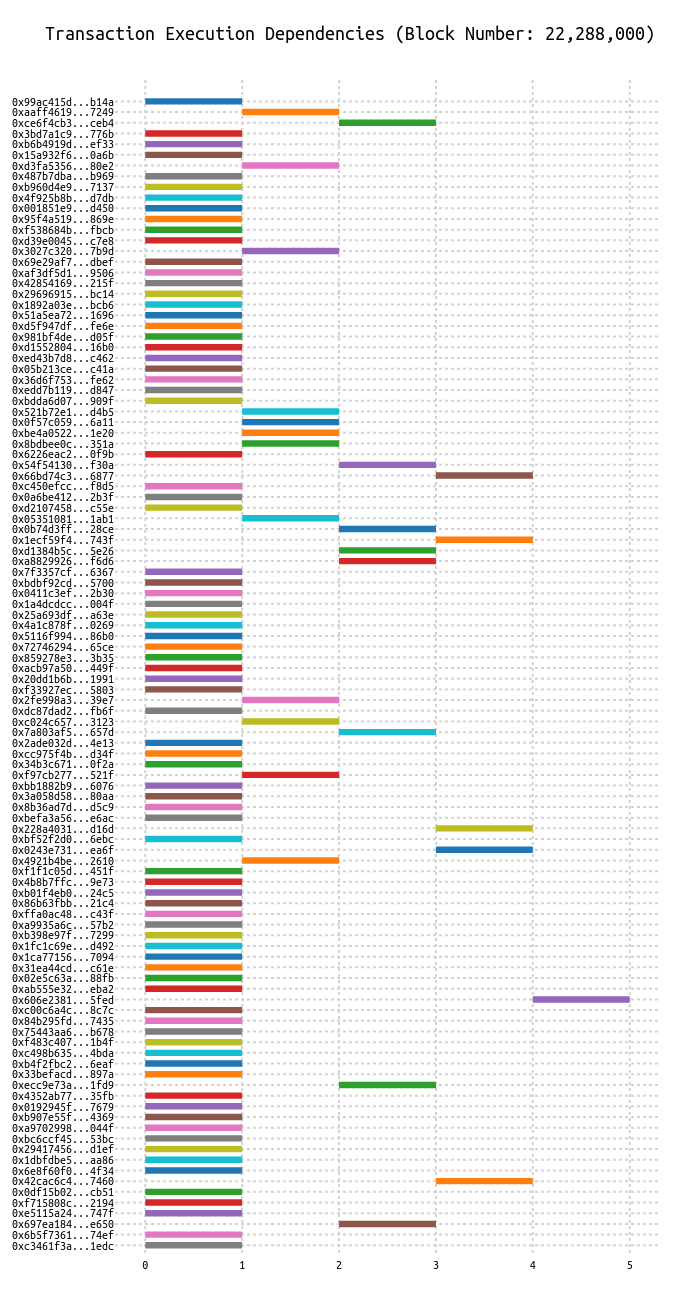 Transaction Execution Dependencies (Block Number: 22,288,000)
0x99ac415d...b14a
0xaaff4619...7249
0xce6f4cb3...ceb4
0x3bd7a1c9...776b
0xb6b4919d...ef33
0x15a932f6...0a6b
0xd3fa5356...80e2
0x487b7dba...b969
0xb960d4e9...7137
0x4f925b8b...d7db
0x001851e9...d450
0x95f4a519...869e
0xf538684b...fbcb
0xd39e0045...c7e8
0x3027c320...7b9d
0x69e29af7...dbef
0xaf3df5d1...9506
0x42854169...215f
0x29696915...bc14
0x1892a03e...bcb6
0x51a5ea72...1696
0xd5f947df...fe6e
0x981bf4de...d05f
0xd1552804...16b0
0xed43b7d8...c462
0x05b213ce...c41a
0x36d6f753...fe62
0xedd7b119...d847
0xbdda6d07...909f
0x521b72e1...d4b5
0x0f57c059...6a11
0xbe4a0522...1e20
0x8bdbee0c...351a
0x6226eac2...0f9b
0x54f54130...f30a
0x66bd74c3...6877
0xc450efcc...f8d5
0x0a6be412...2b3f
0xd2107458...c55e
0x05351081...1ab1
0x0b74d3ff...28ce
0x1ecf59f4...743f
0xd1384b5c...5e26
0xa8829926...f6d6
0x7f3357cf...6367
0xbdbf92cd...5700
0x0411c3ef...2b30
0x1a4dcdcc...004f
0x25a693df...a63e
0x4a1c878f...0269
0x5116f994...86b0
0x72746294...65ce
0x859278e3...3b35
0xacb97a50...449f
0x20dd1b6b...1991
0xf33927ec...5803
0x2fe998a3...39e7
0xdc87dad2...fb6f
0xc024c657...3123
0x7a803af5...657d
0x2ade032d...4e13
0xcc975f4b...d34f
0x34b3c671...0f2a
0xf97cb277...521f
0xbb1882b9...6076
0x3a058d58...80aa
0x8b36ad7d...d5c9
0xbefa3a56...e6ac
0x228a4031...d16d
0xbf52f2d0...6ebc
0x0243e731...ea6f
0x4921b4be...2610
0xf1f1c05d...451f
0x4b8b7ffc...9e73
0xb01f4eb0...24c5
0x86b63fbb...21c4
0xffa0ac48...c43f
0xa9935a6c...57b2
0xb398e97f...7299
0x1fc1c69e...d492
0x1ca77156...7094
0x31ea44cd...c61e
0x02e5c63a...88fb
0xab555e32...eba2
0x606e2381...5fed
0xc00c6a4c...8c7c
0x84b295fd...7435
0x75443aa6...b678
0xf483c407...1b4f
0xc498b635...4bda
0xb4f2fbc2...6eaf
0x33befacd...897a
0xecc9e73a...1fd9
0x4352ab77...35fb
0x0192945f...7679
0xb907e55f...4369
0xa9702998...044f
0xbc6ccf45...53bc
0x29417456...d1ef
0x1dbfdbe5...aa86
0x6e8f60f0...4f34
0x42cac6c4...7460
0x0df15b02...cb51
0xf715808c...2194
0xe5115a24...747f
0x697ea184...e650
0x6b5f7361...74ef
0xc3461f3a...1edc
0 1 2 3 4 5